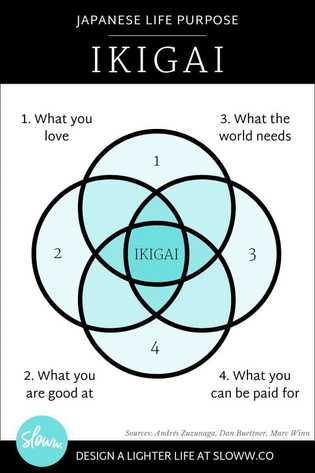 JAPANESE LIFE PURPOSE
IKIGAI
1. What you
love
3. What the
world needs
1
2
IKIGAI
3
4
2. What you
are good at
4. What you
can be paid for
Sources: Andrés Zuzunaga, Dan Buettner, Marc Winn
sloww.
DESIGN A LIGHTER LIFE AT SLOWW.CO